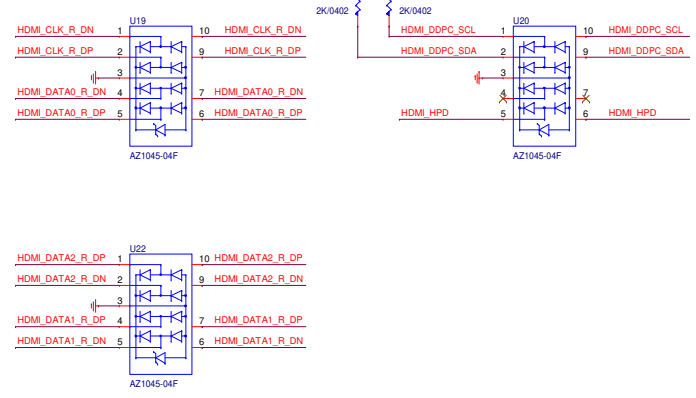 2K/0402 2K/0402
U19 U20
HDMI_CLK_R_DN 1 10 HDMI_CLK_R_DN HDMI_DDPC_SCL 1 10 HDMI_DDPC_SCL
HDMI_CLK_R_DP 2 9 HDMI_CLK_R_DP HDMI_DDPC_SDA 2 9 HDMI_DDPC_SDA
3 3
HDMI_DATA0_R_DN 4 7 HDMI_DATA0_R_DN 4 7
HDMI_DATA0_R_DP 5 6 HDMI_DATA0_R_DP HDMI_HPD 5 6 HDMI_HPD
AZ1045-04F AZ1045-04F
U22
HDMI_DATA2_R_DP 1 10 HDMI_DATA2_R_DP
HDMI_DATA2_R_DN 2 9 HDMI_DATA2_R_DN
3
HDMI_DATA1_R_DP 4 7 HDMI_DATA1_R_DP
HDMI_DATA1_R_DN 5 6 HDMI_DATA1_R_DN
AZ1045-04F